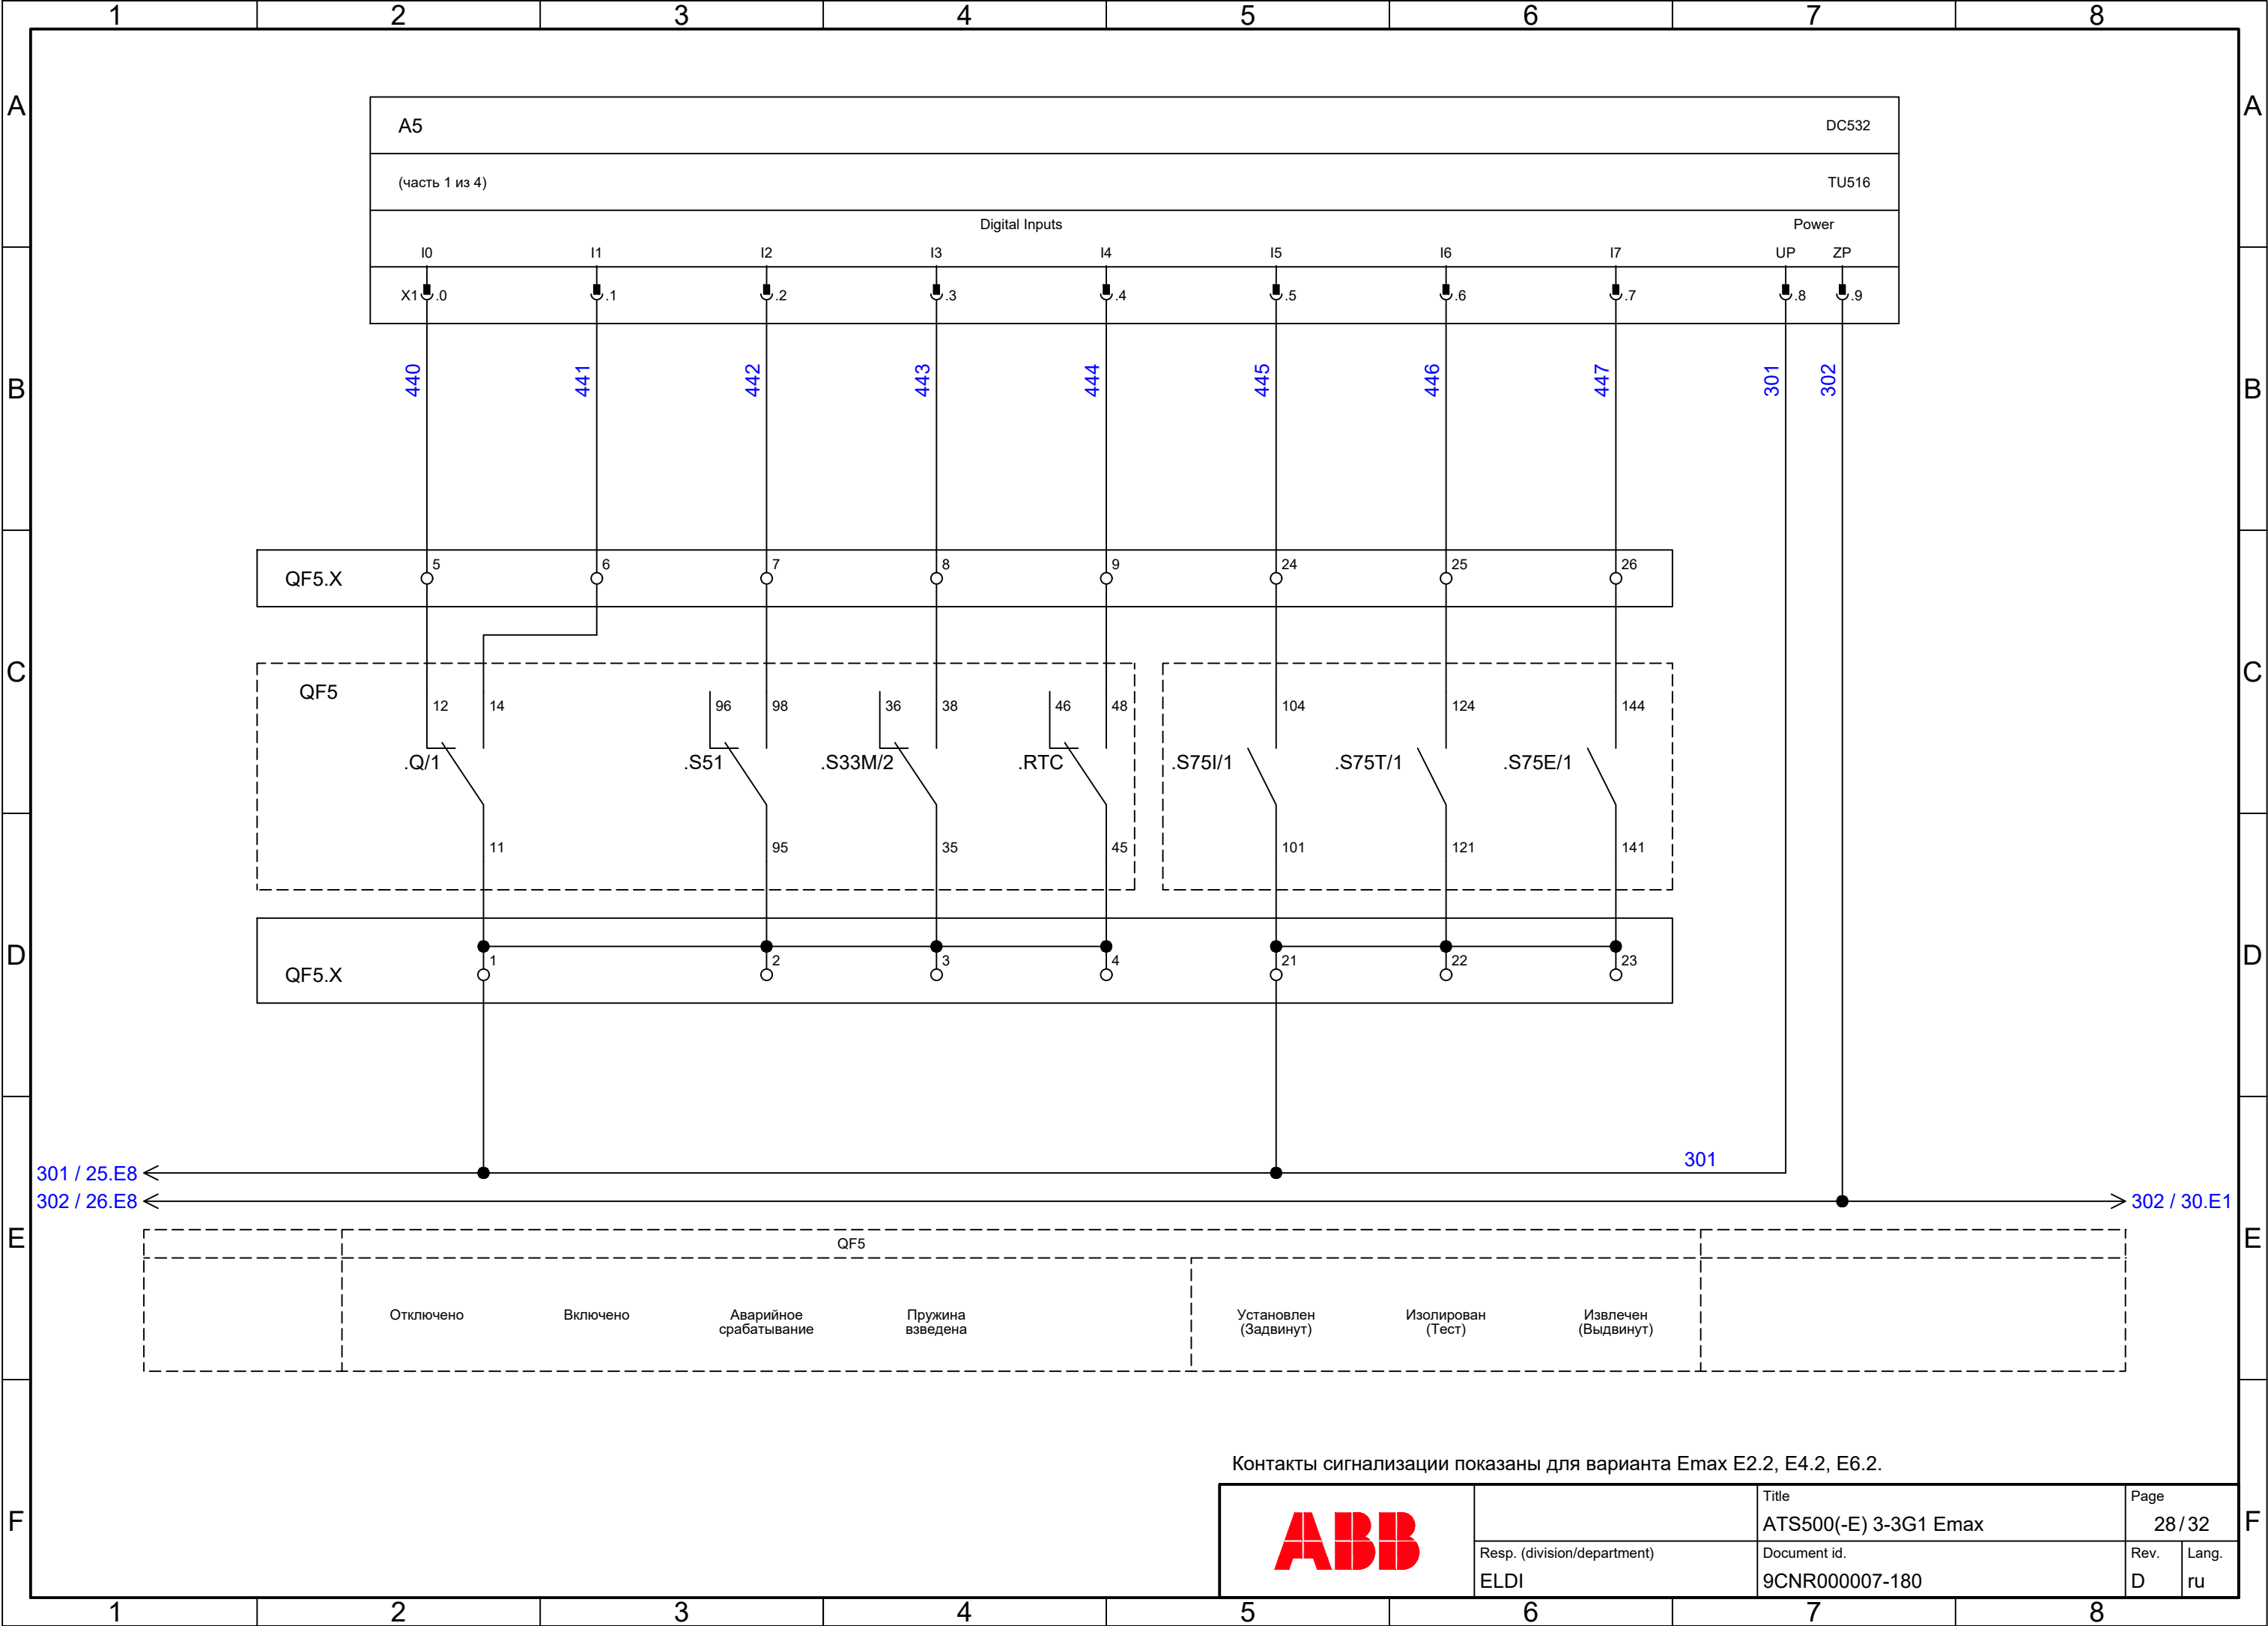 1 2 3 4 5 6 7 8
A A
A5 DC532
(часть 1 из 4) TU516
Digital Inputs Power
I0 I1 I2 I3 I4 I5 I6 I7 UP ZP
X1 .0 .1 .2 .3 .4 .5 .6 .7 .8 .9
440 441 442 443 444 445 446 447 301 302
B B
5 6 7 8 9 24 25 26
QF5.X
C C
QF5
12 14 96 98 36 38 46 48 104 124 144
.Q/1 .S51 .S33M/2 .RTC .S75I/1 .S75T/1 .S75E/1
11 95 35 45 101 121 141
D D
1 2 3 4 21 22 23
QF5.X
301
301 / 25.E8
302 / 26.E8 302 / 30.E1
E E
QF5
Отключено Включено Аварийное Пружина Установлен Изолирован Извлечен
срабатывание взведена (Задвинут) (Тест) (Выдвинут)
Контакты сигнализации показаны для варианта Emax E2.2, E4.2, E6.2.
F F
ABB
Title Page
ATS500(-E) 3-3G1 Emax 28/32
Resp. (division/department) Document id. Rev. Lang.
ELDI 9CNR000007-180 D ru
1 2 3 4 5 6 7 8